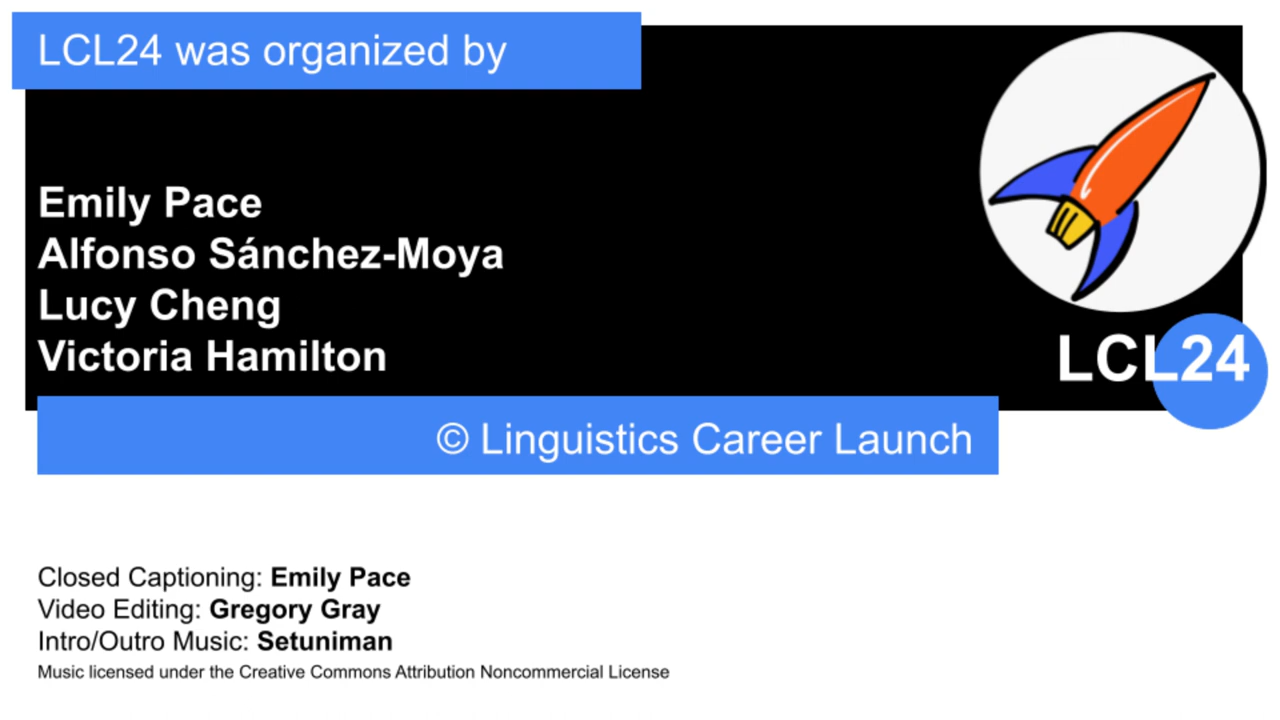 LCL24 was organized by
Emily Pace
Alfonso Sánchez-Moya
Lucy Cheng
Victoria Hamilton
LCL24
© Linguistics Career Launch
Closed Captioning: Emily Pace
Video Editing: Gregory Gray
Intro/Outro Music: Setuniman
Music licensed under the Creative Commons Attribution Noncommercial License